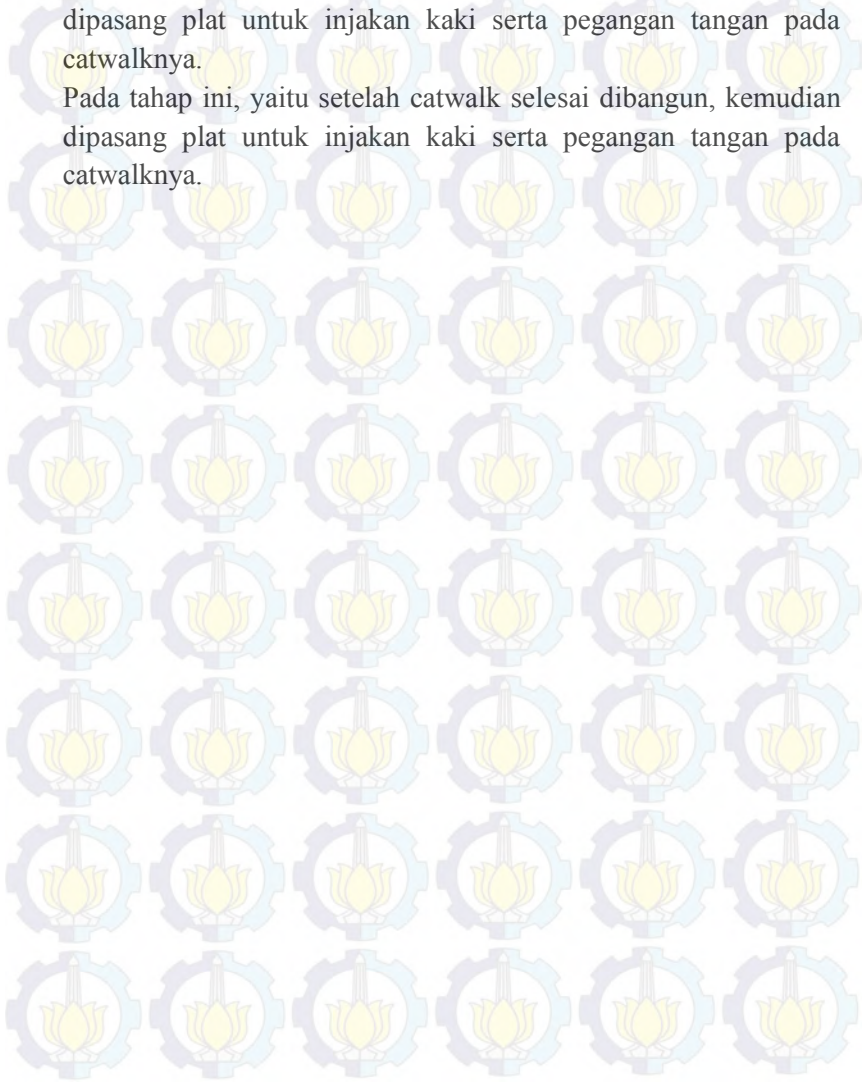 dipasang plat untuk injakan kaki serta pegangan tangan pada
catwalknya.
Pada tahap ini, yaitu setelah catwalk selesai dibangun, kemudian
dipasang plat untuk injakan kaki serta pegangan tangan pada
catwalknya.